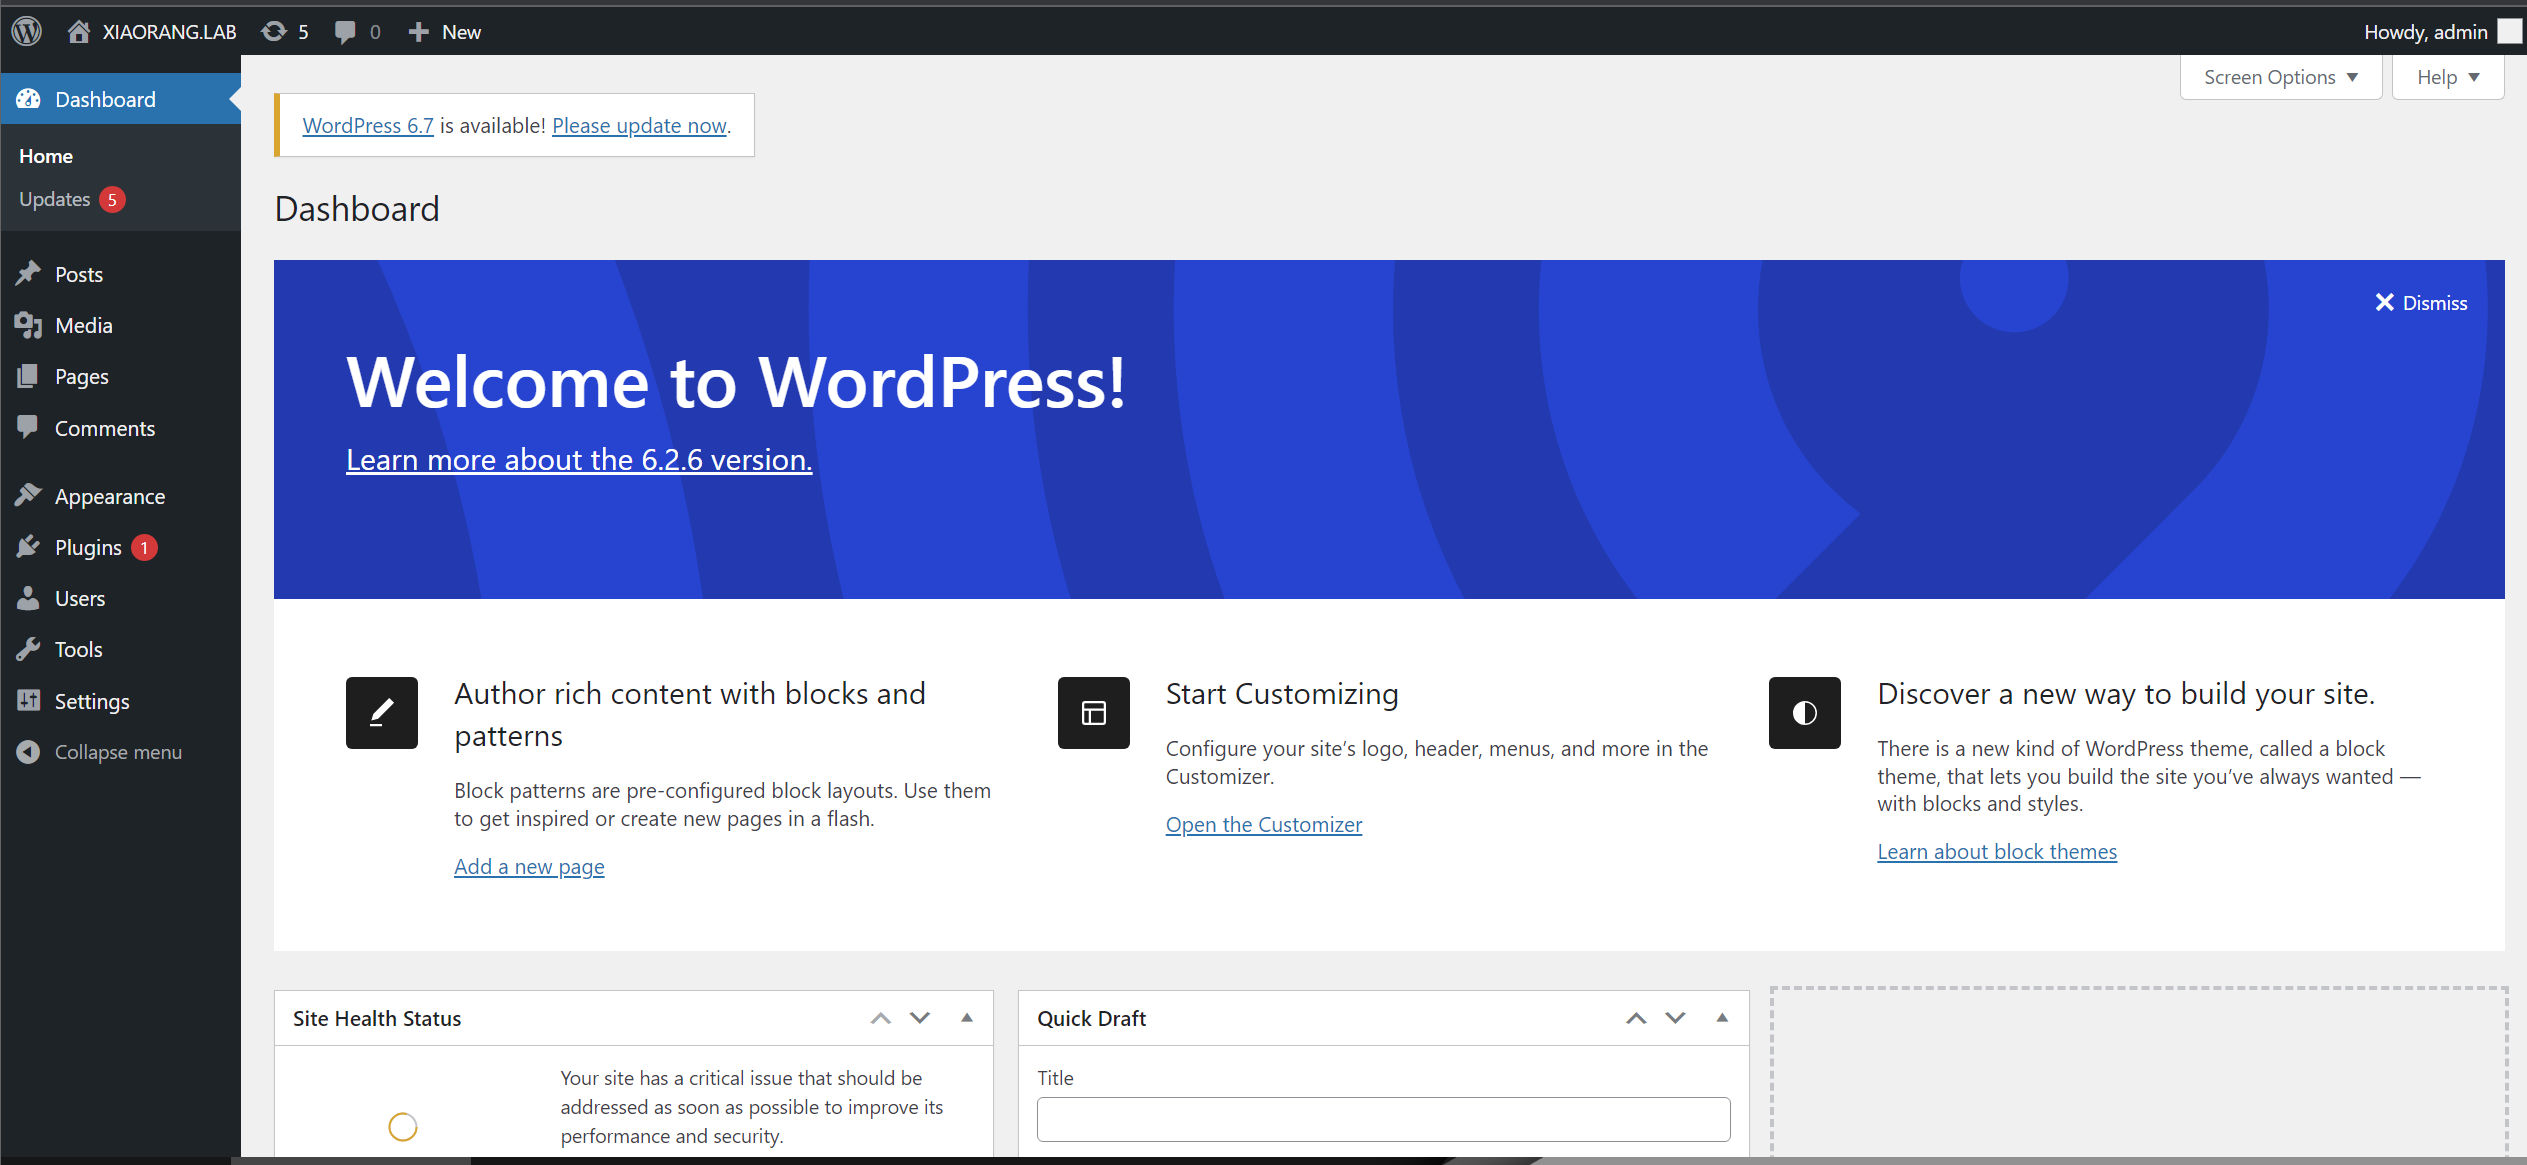 XIAORANG.LAB 5 0 New Howdy, admin
Screen Options Help
Dashboard
Home
Updates 5
Posts
Media
Pages
Comments
Appearance
Plugins 1
Users
Tools
Settings
Collapse menu
WordPress 6.7 is available! Please update now.
Dashboard
Dismiss
Welcome to WordPress!
Learn more about the 6.2.6 version.
Author rich content with blocks and
patterns
Block patterns are pre-configured block layouts. Use them
to get inspired or create new pages in a flash.
Add a new page
Start Customizing
Configure your site’s logo, header, menus, and more in the
Customizer.
Open the Customizer
Discover a new way to build your site.
There is a new kind of WordPress theme, called a block
theme, that lets you build the site you’ve always wanted —
with blocks and styles.
Learn about block themes
Site Health Status
Your site has a critical issue that should be
addressed as soon as possible to improve its
performance and security.
Quick Draft
Title